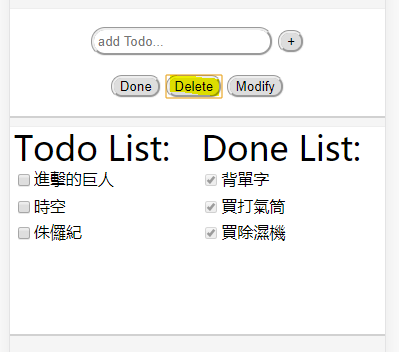 add Todo... +
Done Delete Modify
Todo List:
進擊的巨人
時空
侏儸紀
Done List:
背單字
買打氣筒
買除濕機